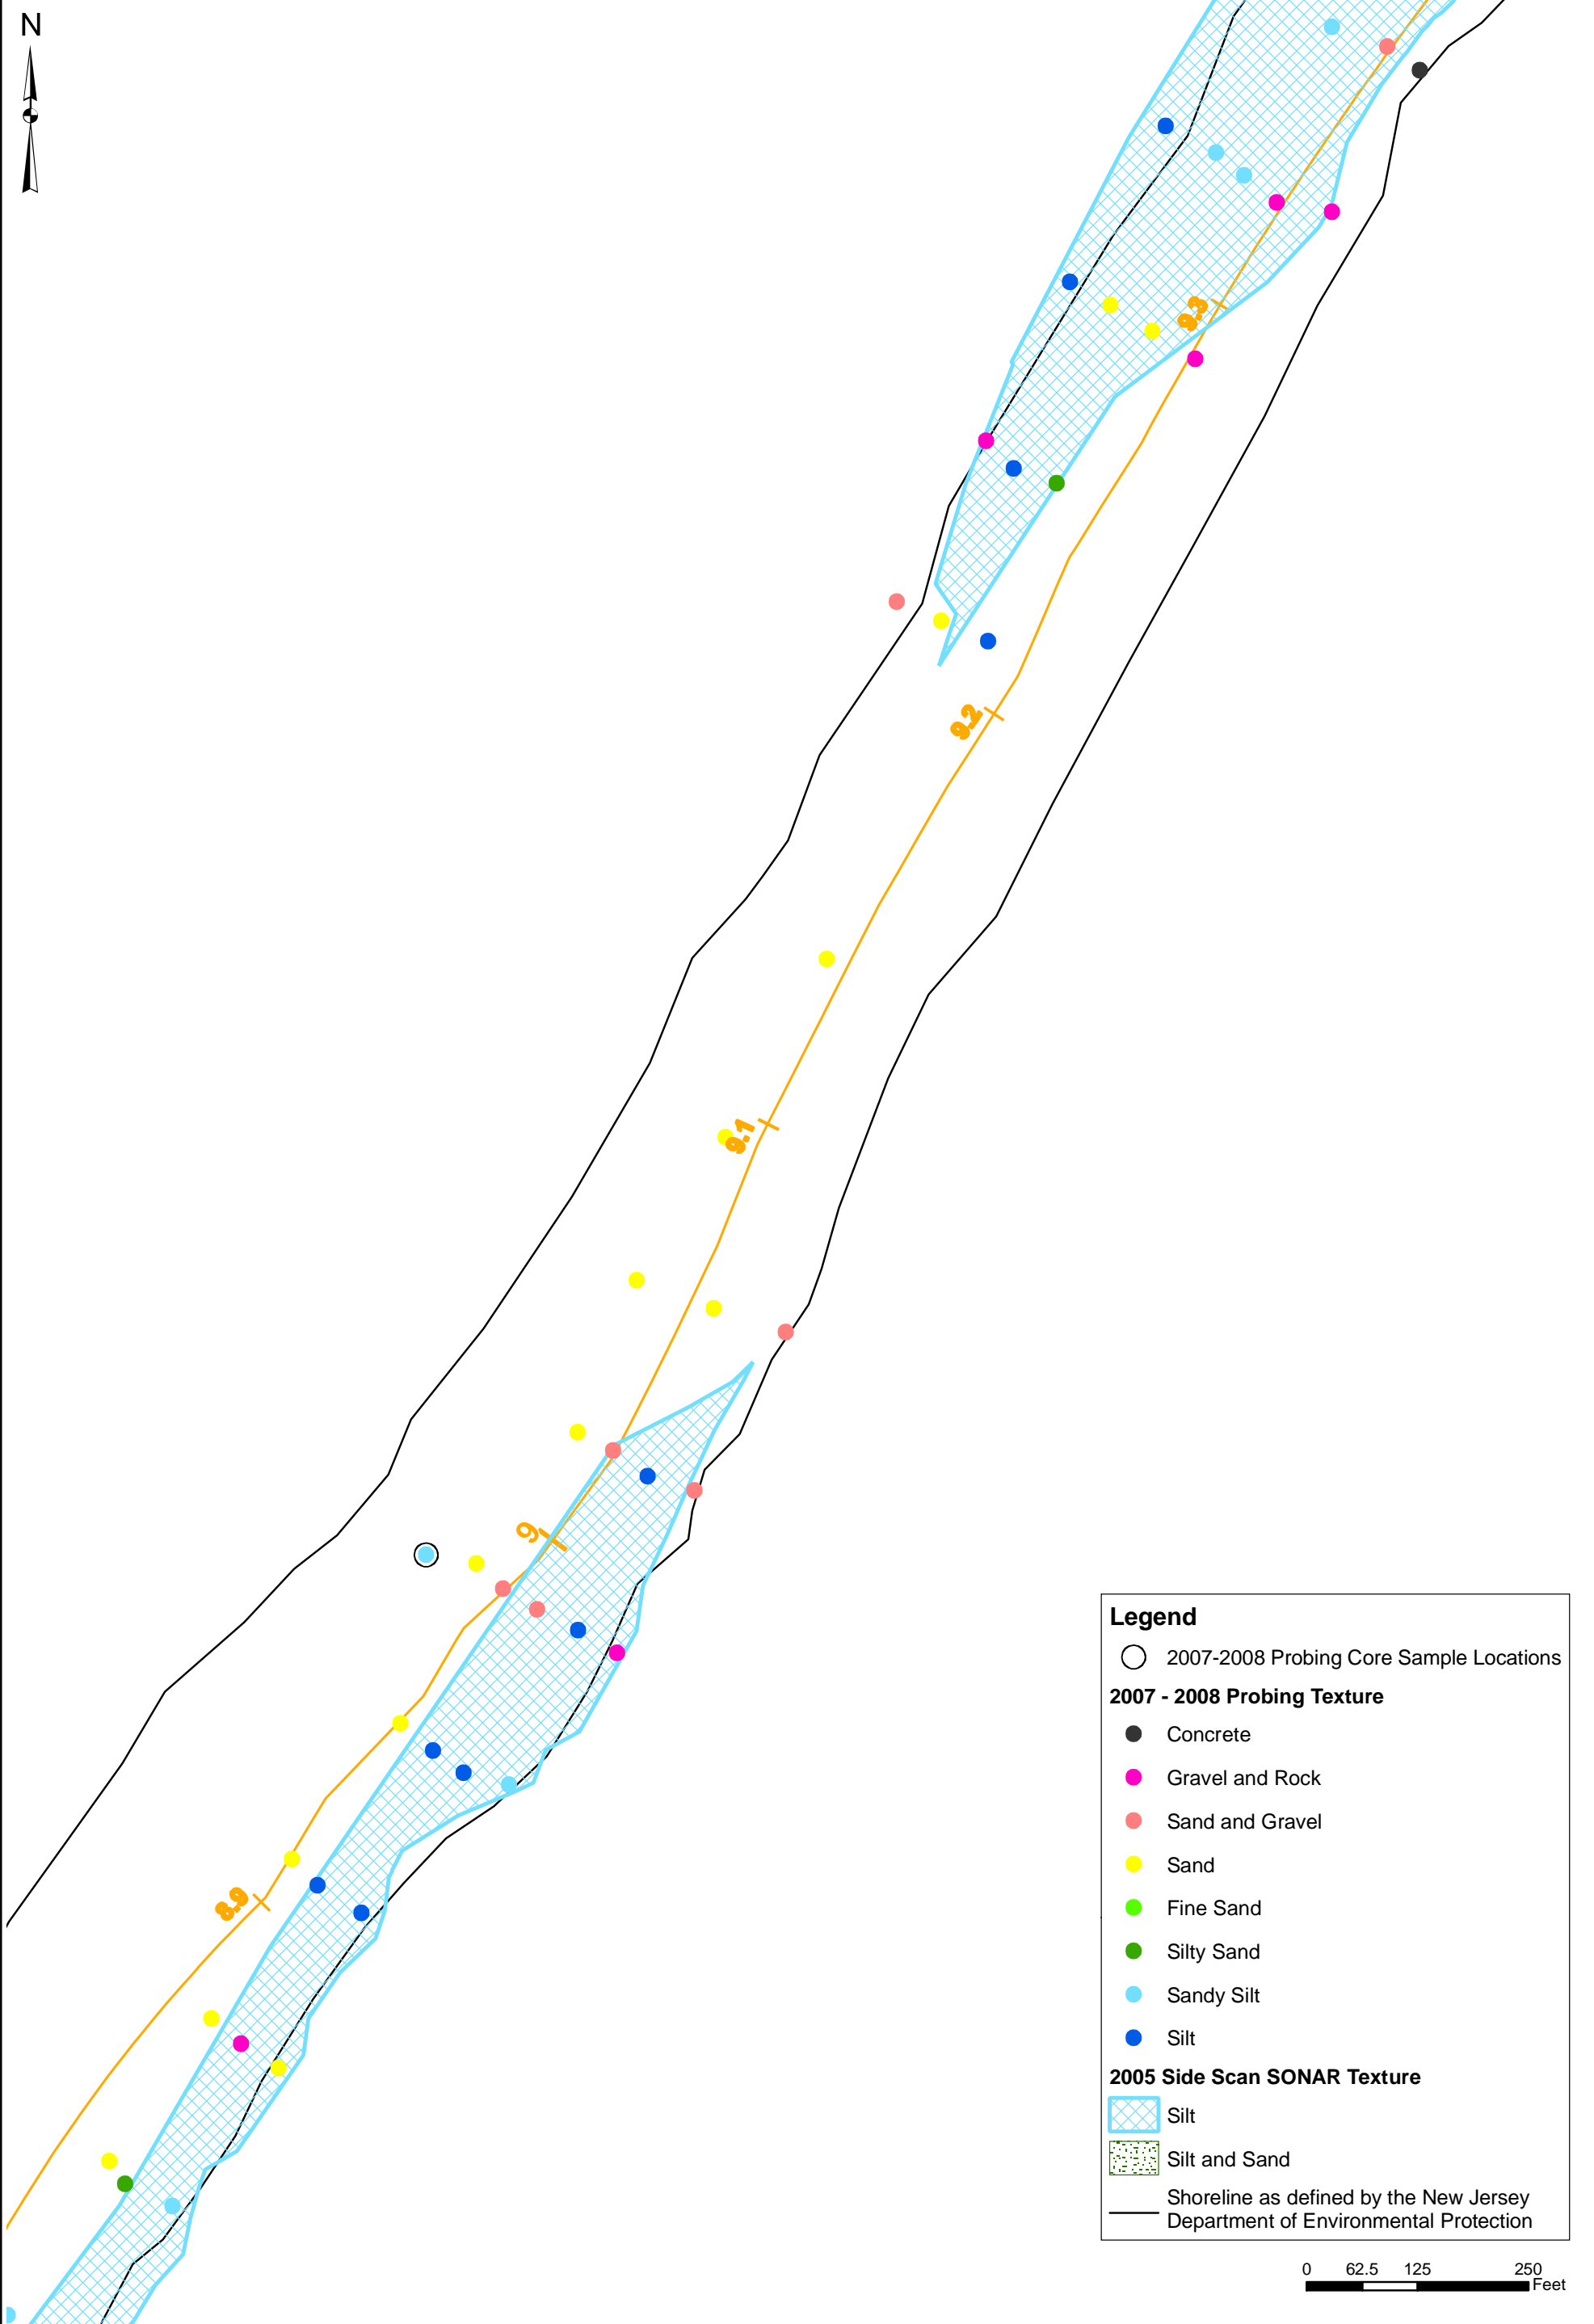 N
9.3
9.2
9.1
9
8.9
Legend
2007-2008 Probing Core Sample Locations
2007 - 2008 Probing Texture
Concrete
Gravel and Rock
Sand and Gravel
Sand
Fine Sand
Silty Sand
Sandy Silt
Silt
2005 Side Scan SONAR Texture
Silt
Silt and Sand
Shoreline as defined by the New Jersey
Department of Environmental Protection
0 62.5 125 250
Feet